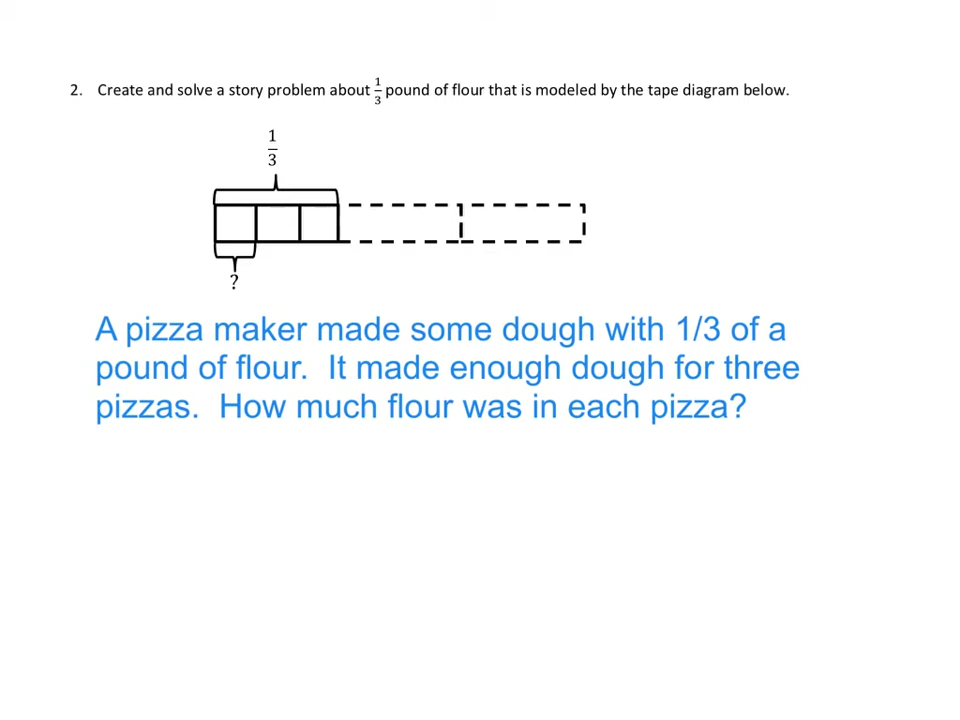 2. Create and solve a story problem about 1/3 pound of flour that is modeled by the tape diagram below.
1/3
?
A pizza maker made some dough with 1/3 of a
pound of flour. It made enough dough for three
pizzas. How much flour was in each pizza?